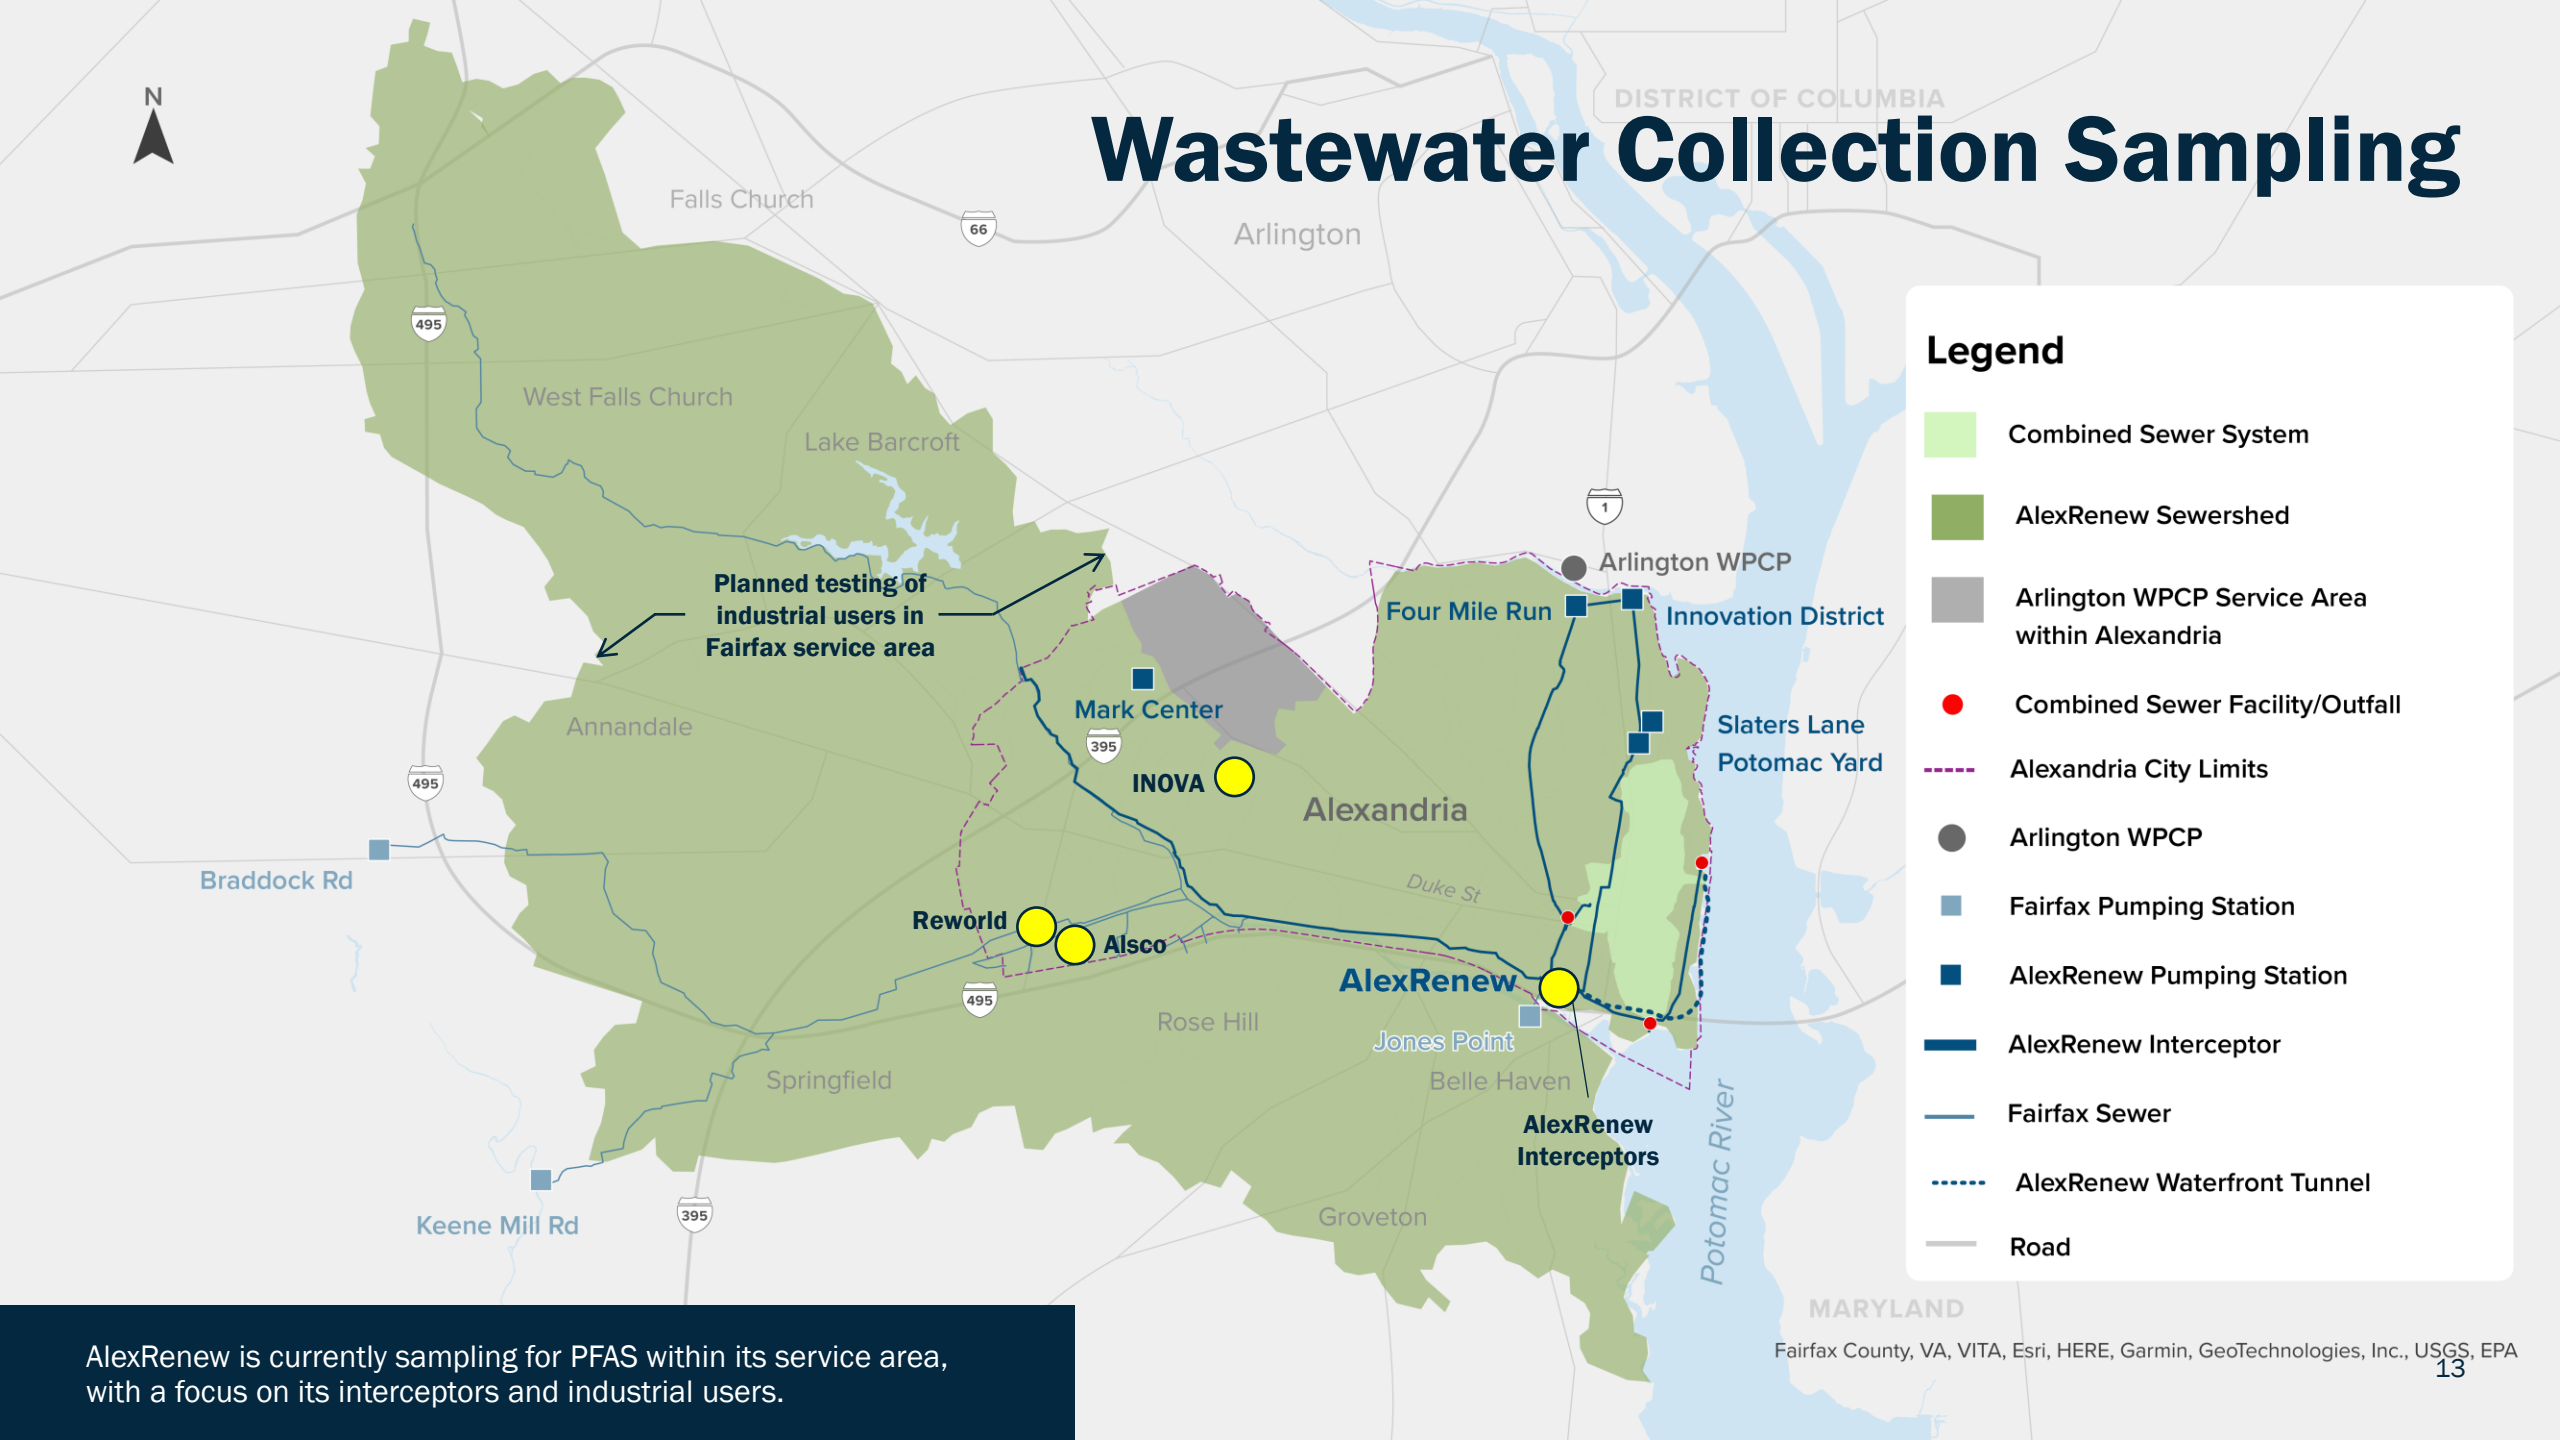 Wastewater Collection Sampling
N
DISTRICT OF COLUMBIA
Falls Church
66
Arlington
495
West Falls Church
Lake Barcroft
1
Arlington WPCP
Four Mile Run
Innovation District
Planned testing of
industrial users in
Fairfax service area
Mark Center
395
Annandale
Slaters Lane
Potomac Yard
INOVA
Alexandria
495
Braddock Rd
Duke St
Reworld
Alsco
AlexRenew
495
Rose Hill
Jones Point
Springfield
Belle Haven
AlexRenew
Interceptors
Potomac River
Keene Mill Rd
395
Groveton
MARYLAND
Legend
Combined Sewer System
AlexRenew Sewershed
Arlington WPCP Service Area
within Alexandria
Combined Sewer Facility/Outfall
Alexandria City Limits
Arlington WPCP
Fairfax Pumping Station
AlexRenew Pumping Station
AlexRenew Interceptor
Fairfax Sewer
AlexRenew Waterfront Tunnel
Road
AlexRenew is currently sampling for PFAS within its service area,
with a focus on its interceptors and industrial users.
Fairfax County, VA, VITA, Esri, HERE, Garmin, GeoTechnologies, Inc., USGS, EPA
13